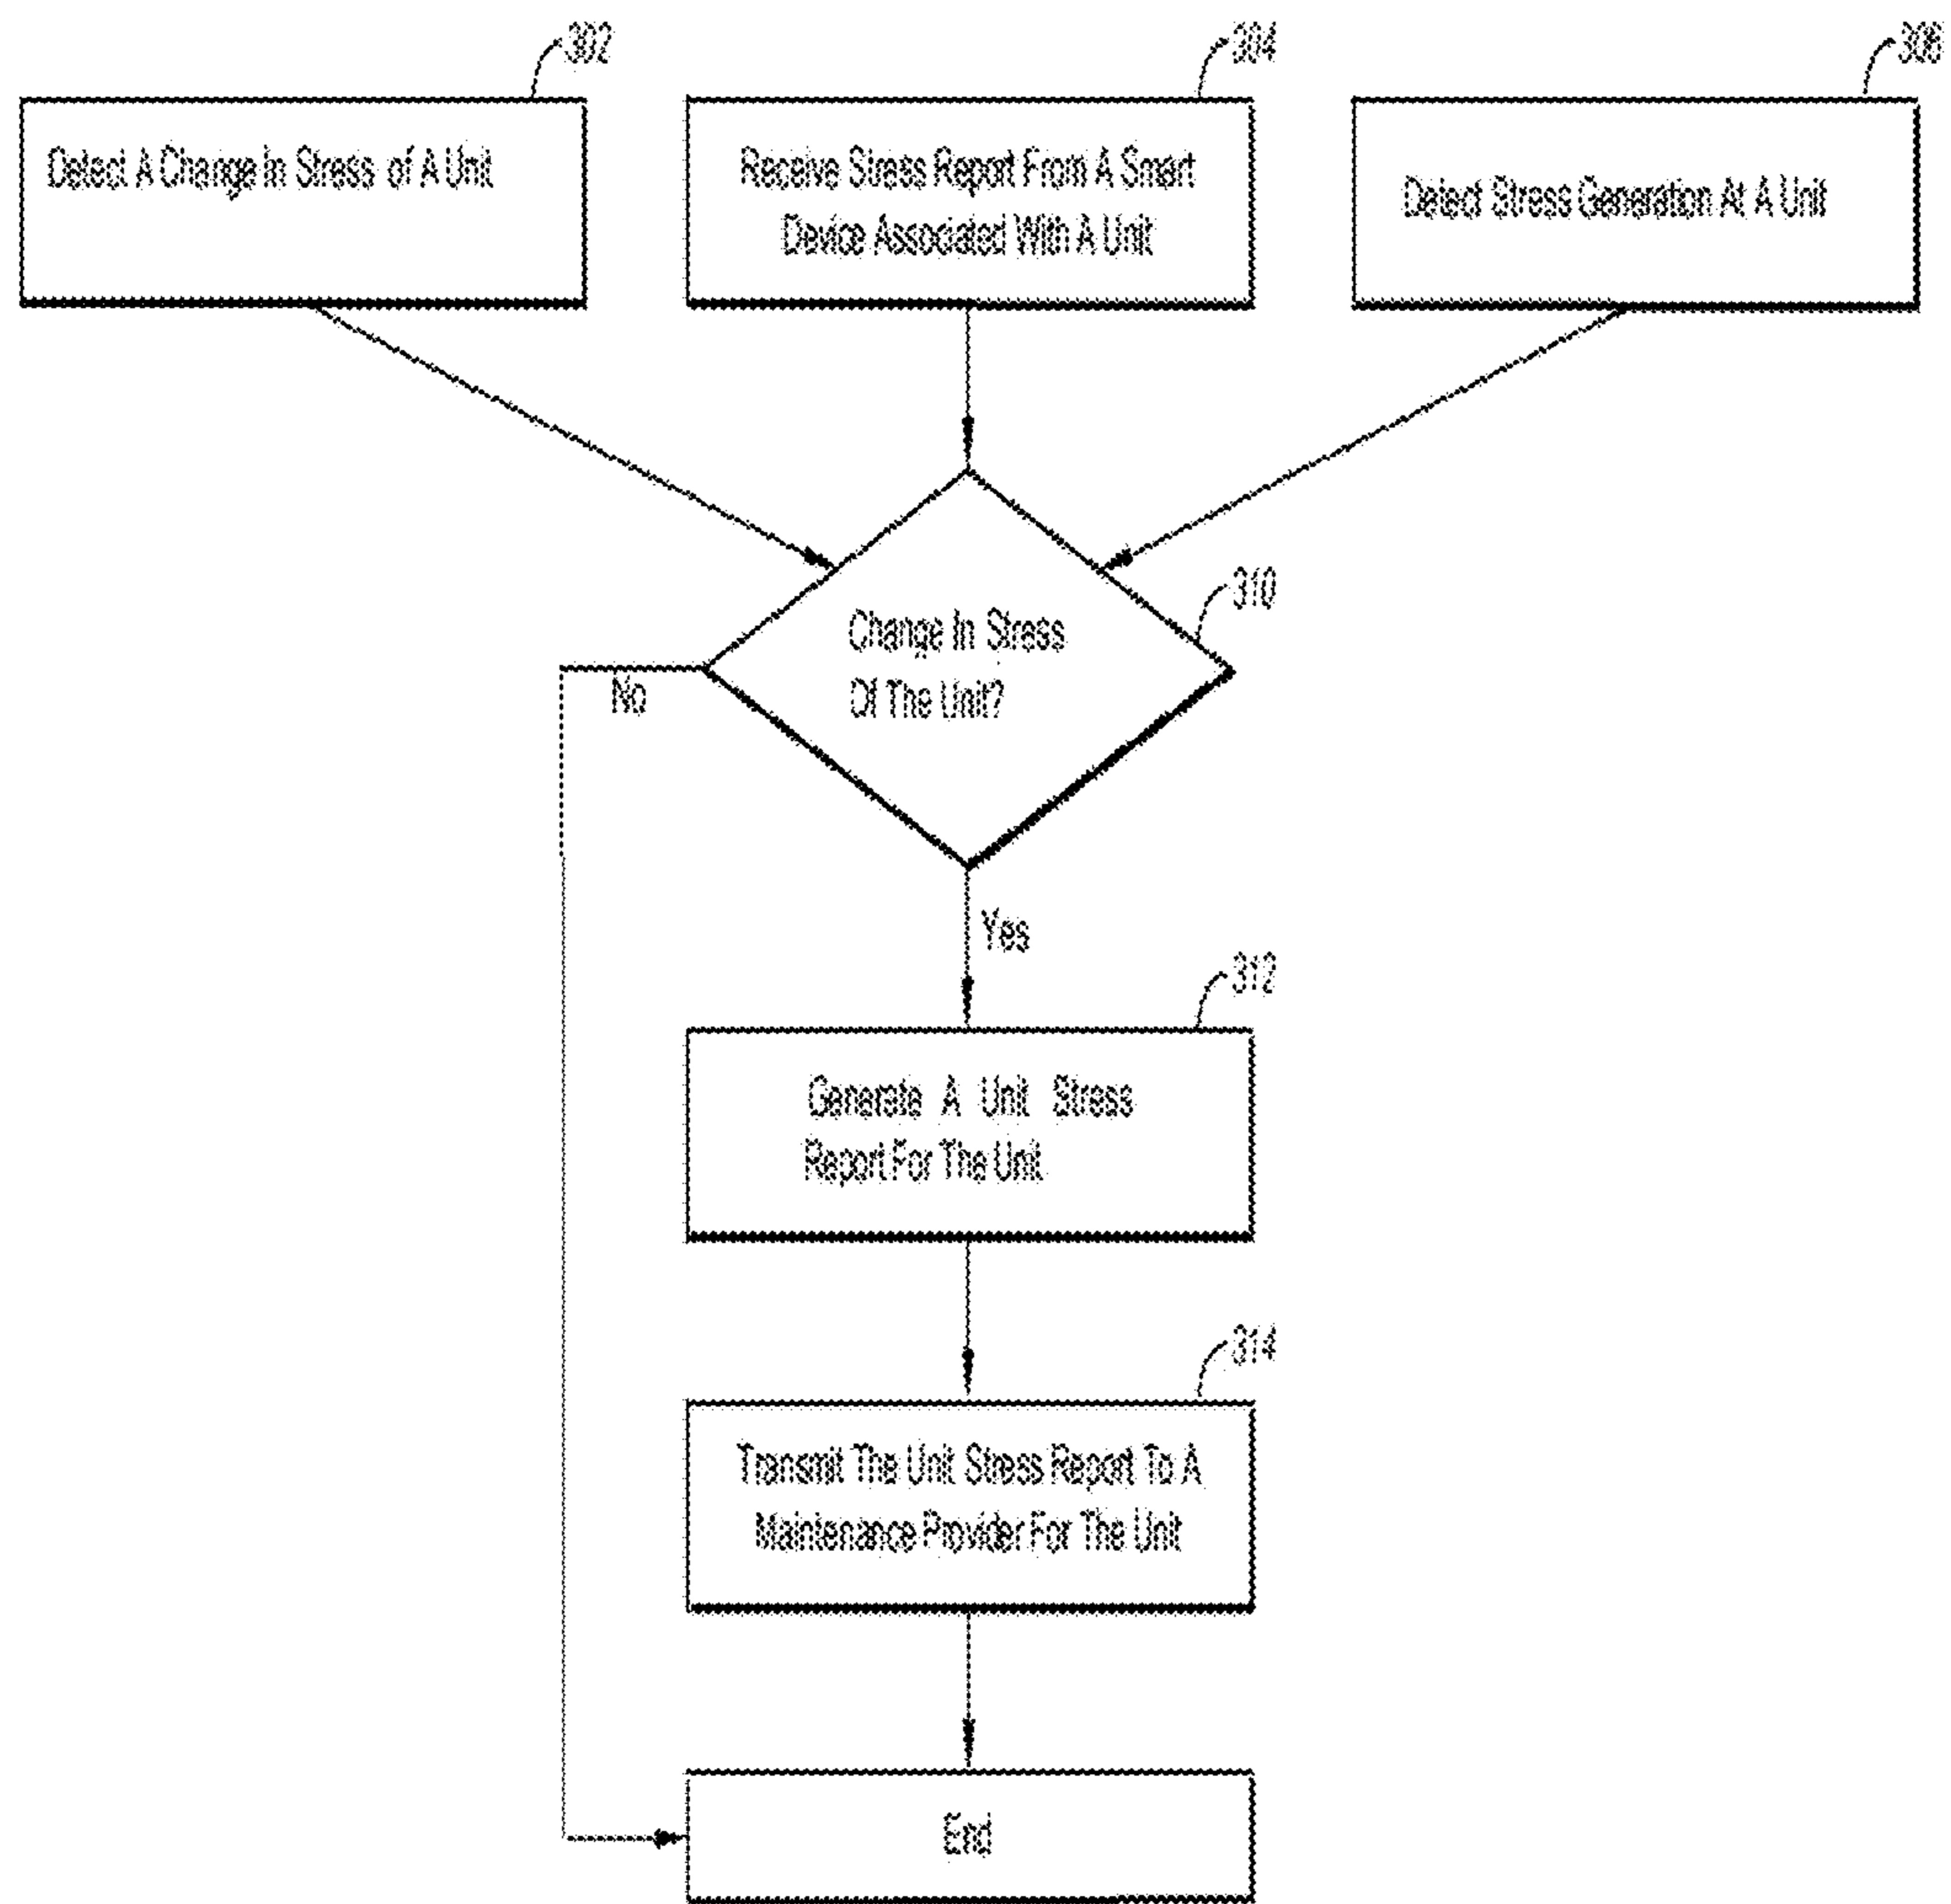 302
304
Detect A Change In Stress of A Unit
Receive Stress Report From A Smart
Device Associated With A Unit
Detect Stress Generation At A Unit
310
Change In Stress
Of The Unit?
No
Yes
312
Generate A Unit Stress
Report For The Unit.
314
Transmit The Unit Stress Report To A
Maintenance Provider For The Unit
End